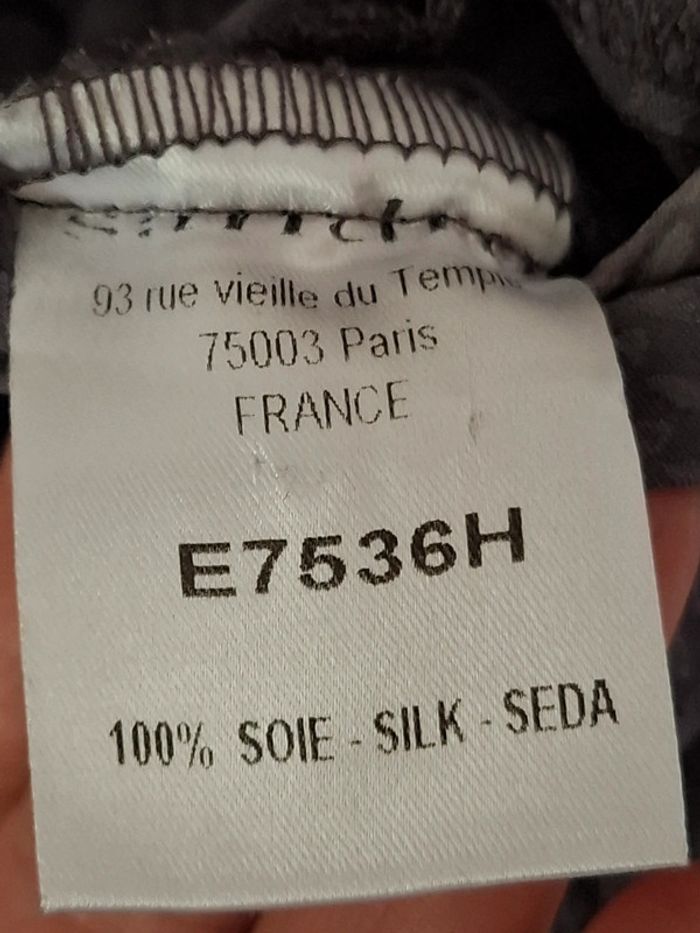 93 rue Vieille du Temple
75003 Paris
FRANCE
E7536H
100% SOIE - SILK - SEDA